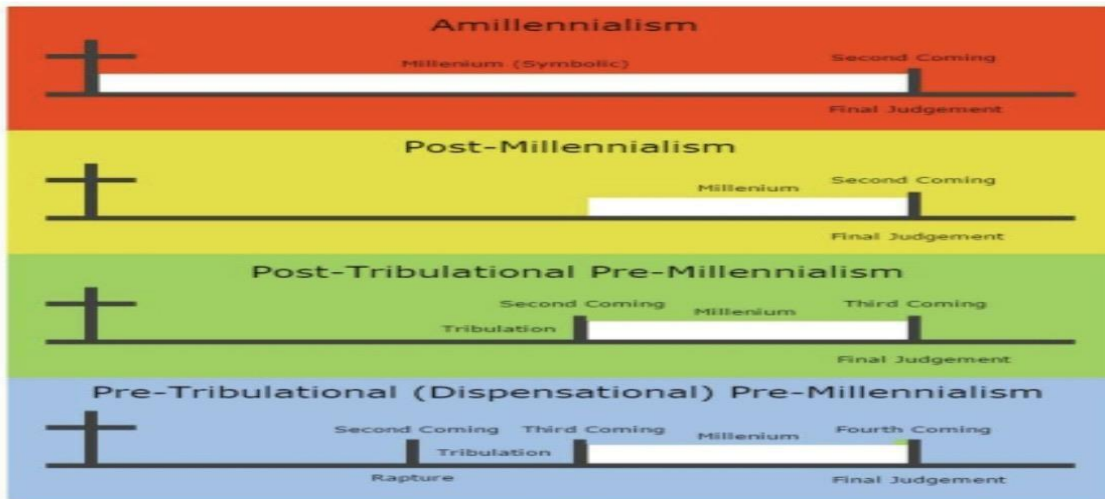 Amillennialism
Millenium (Symbolic)
Second Coming
Final Judgement
Post-Millennialism
Millenium
Second Coming
Final Judgement
Post-Tribulational Pre-Millennialism
Second Coming
Third Coming
Millenium
Tribulation
Final Judgement
Pre-Tribulational (Dispensational) Pre-Millennialism
Second Coming
Third Coming
Millenium
Fourth Coming
Tribulation
Rapture
Final Judgement